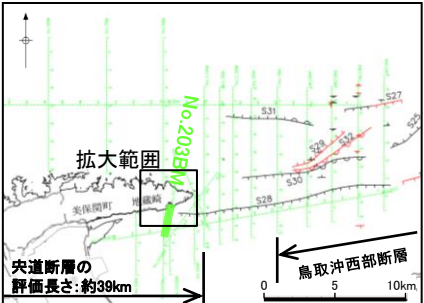 No.203BM
S27
S31
S25
S29
S32
拡大範囲
S30
美保関町
地蔵崎
S28
宍道断層の
評価長さ:約39km
鳥取沖西部断層
0 5 10km